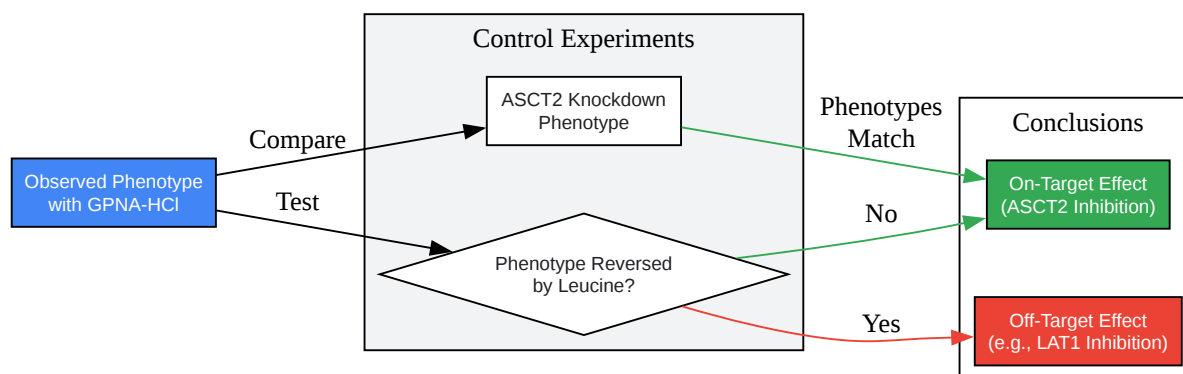 Control Experiments
ASCT2 Knockdown
Phenotype
Phenotypes
Match
Conclusions
Compare
Observed Phenotype
with GPNA-HCl
On-Target Effect
(ASCT2 Inhibition)
Test
No
Phenotype Reversed
by Leucine?
Yes
Off-Target Effect
(e.g., LAT1 Inhibition)